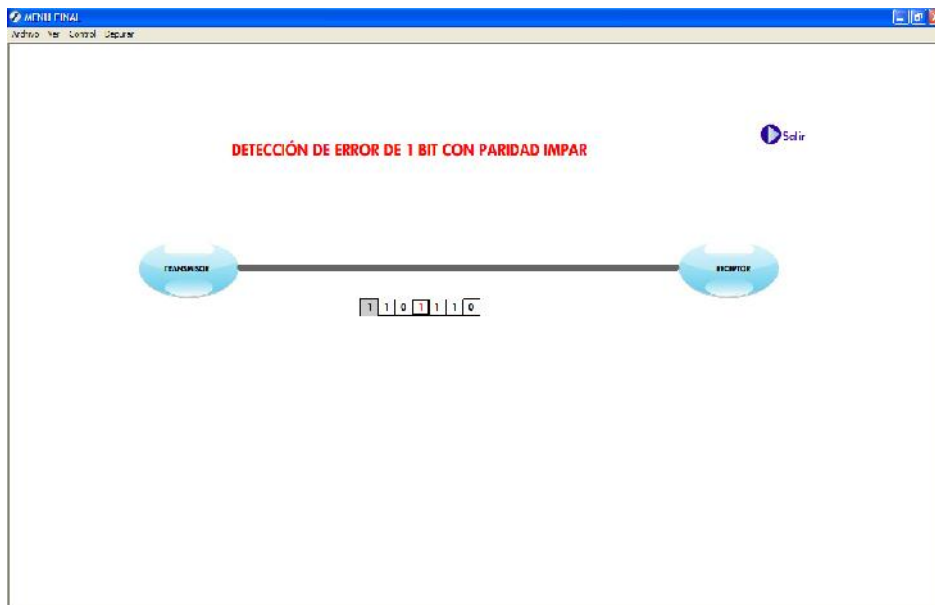 MENU FINAL
Archivo Ver Control Depurar
Salir
DETECCIÓN DE ERROR DE 1 BIT CON PARIDAD IMPAR
TRANSMISOR
RECEPTOR
1 1 0 1 1 1 0